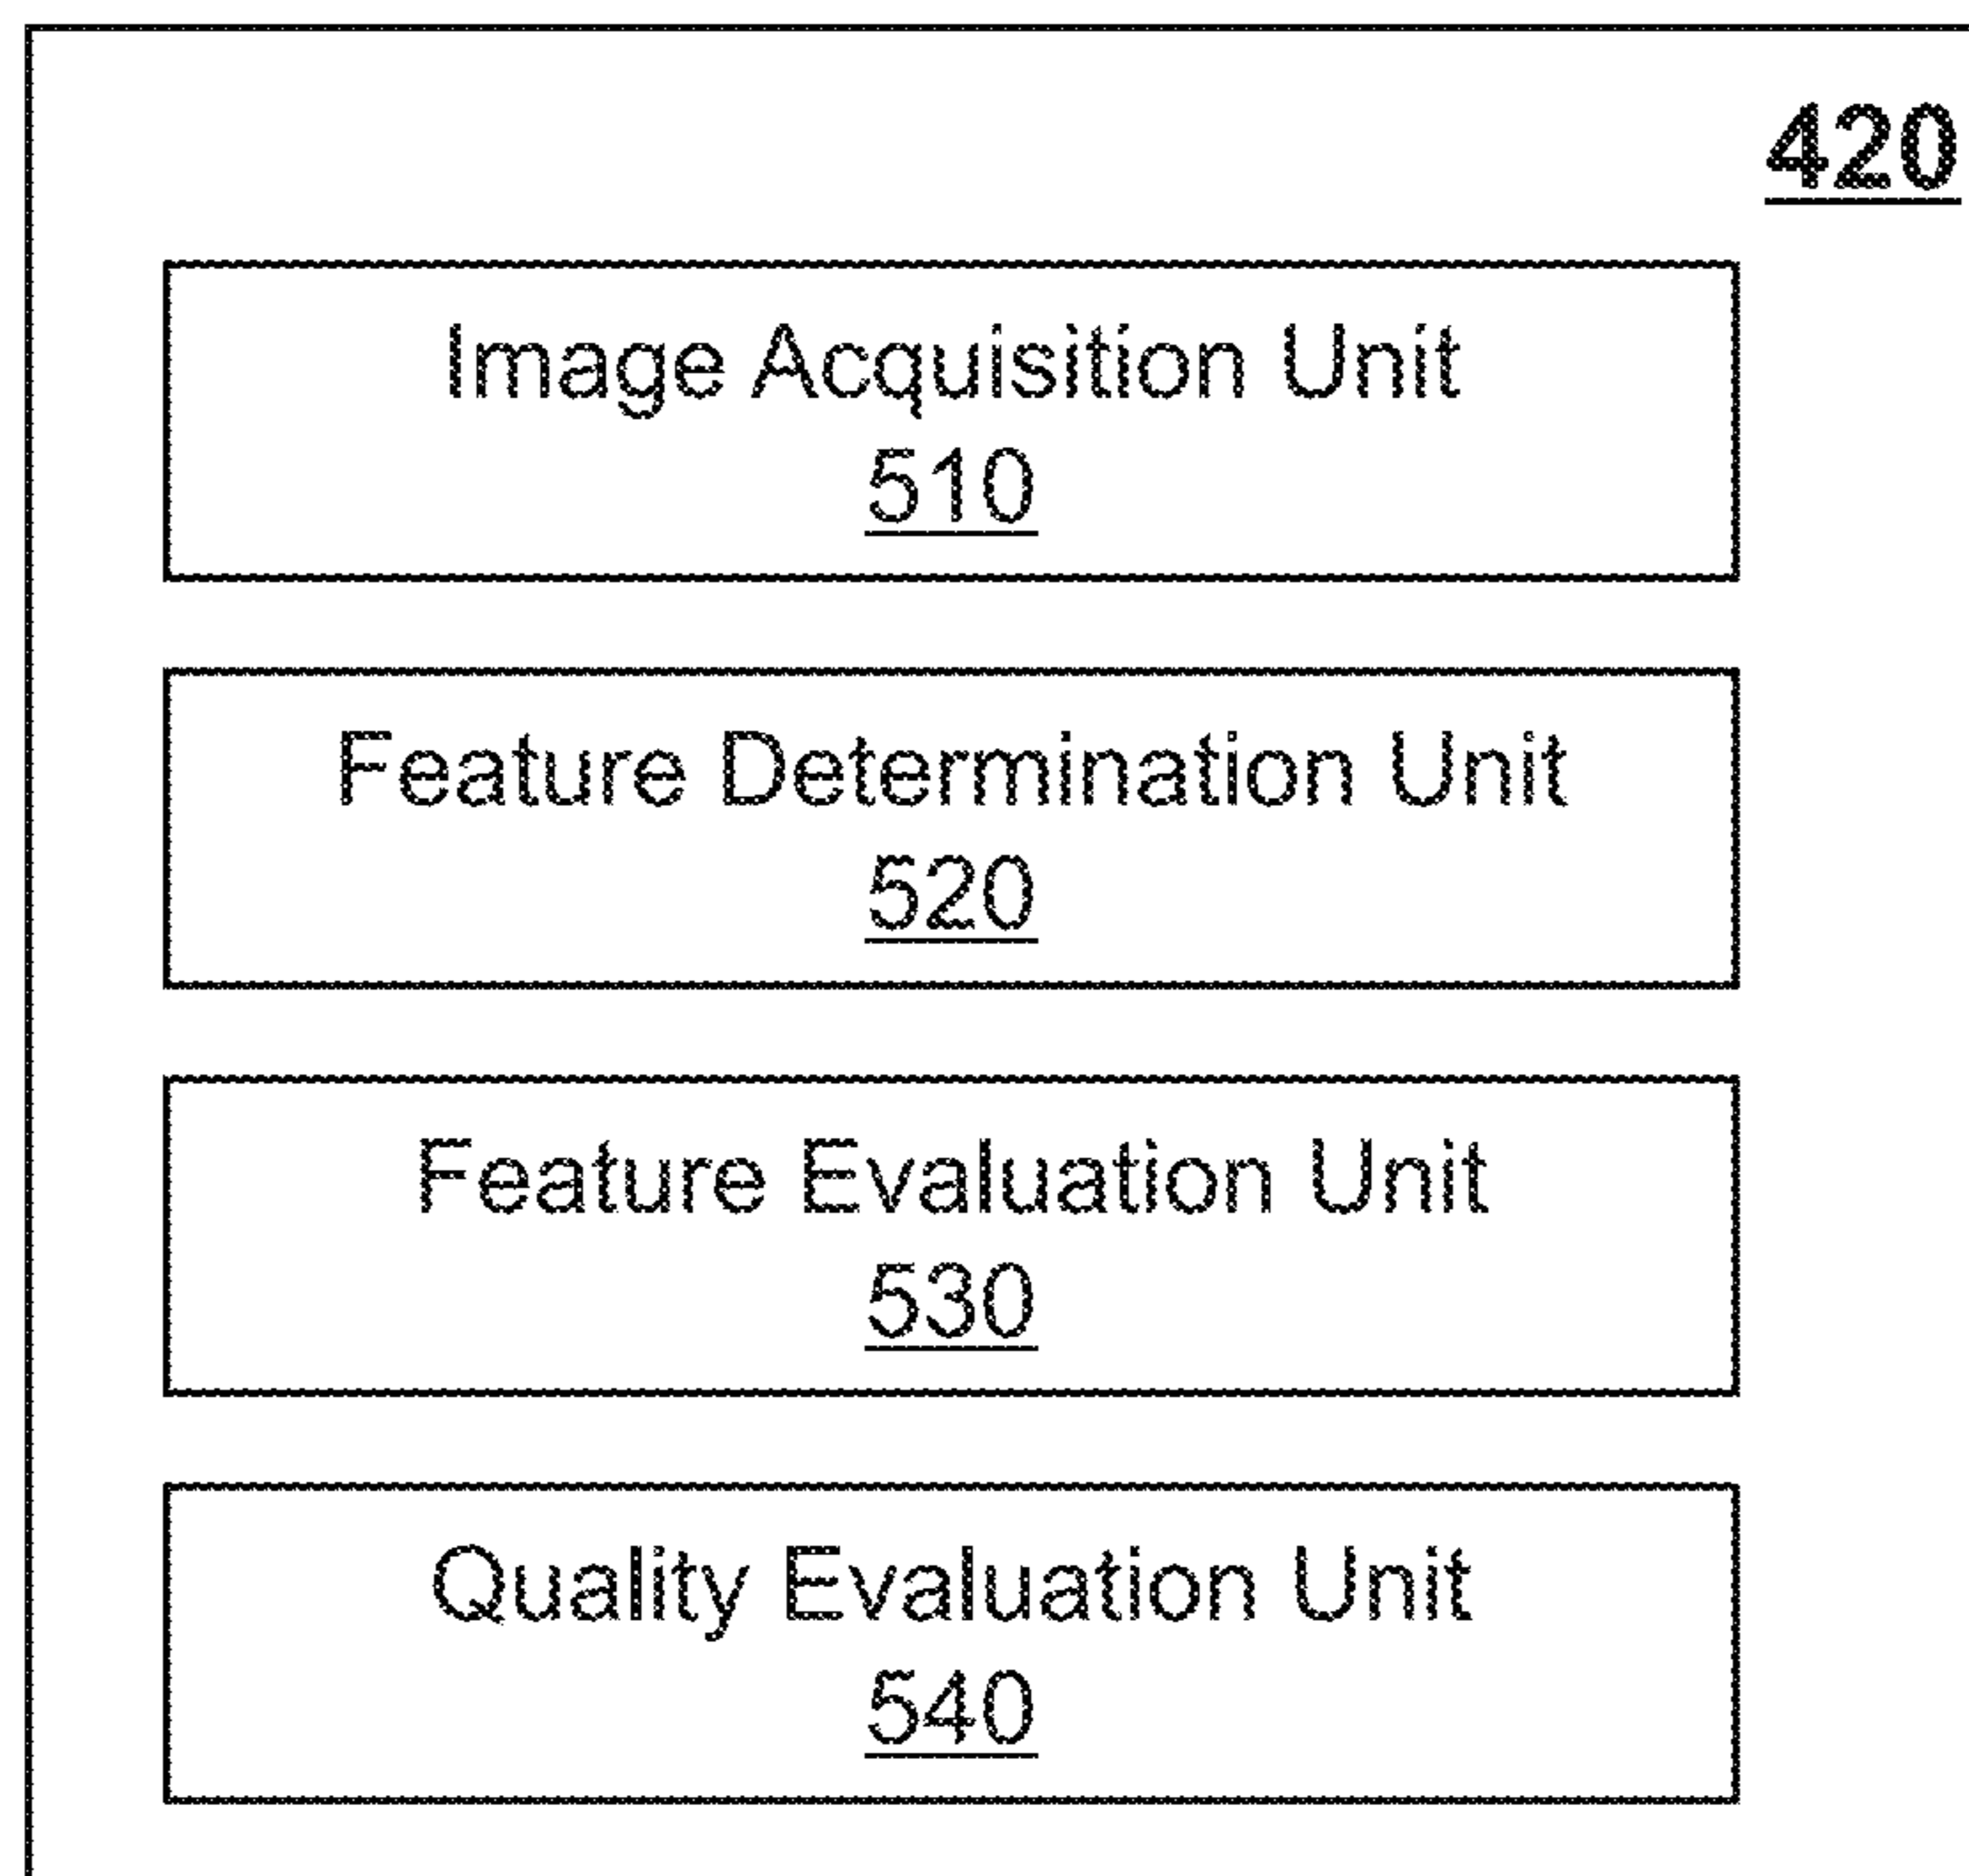 420
Image Acquisition Unit
510
Feature Determination Unit
520
Feature Evaluation Unit
530
Quality Evaluation Unit
540